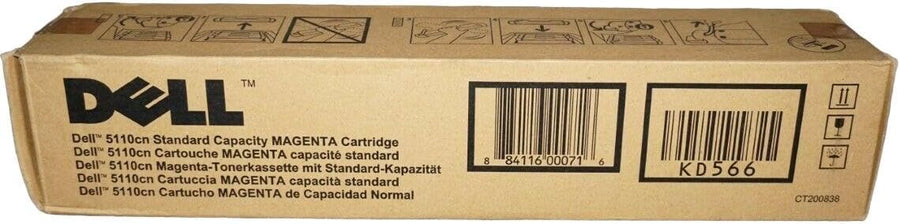 DELL™
Dell™ 5110cn Standard Capacity MAGENTA Cartridge
Dell™ 5110cn Cartouche MAGENTA capacité standard
Dell™ 5110cn Magenta-Tonerkassette mit Standard-Kapazität
Dell™ 5110cn Cartuccia MAGENTA capacità standard
Dell™ 5110cn Cartucho MAGENTA de Capacidad Normal
8 84116 00071 6
KD566
CT200838